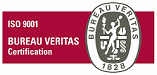 ISO 9001
BUREAU VERITAS
Certification
BUREAU VERITAS
1828